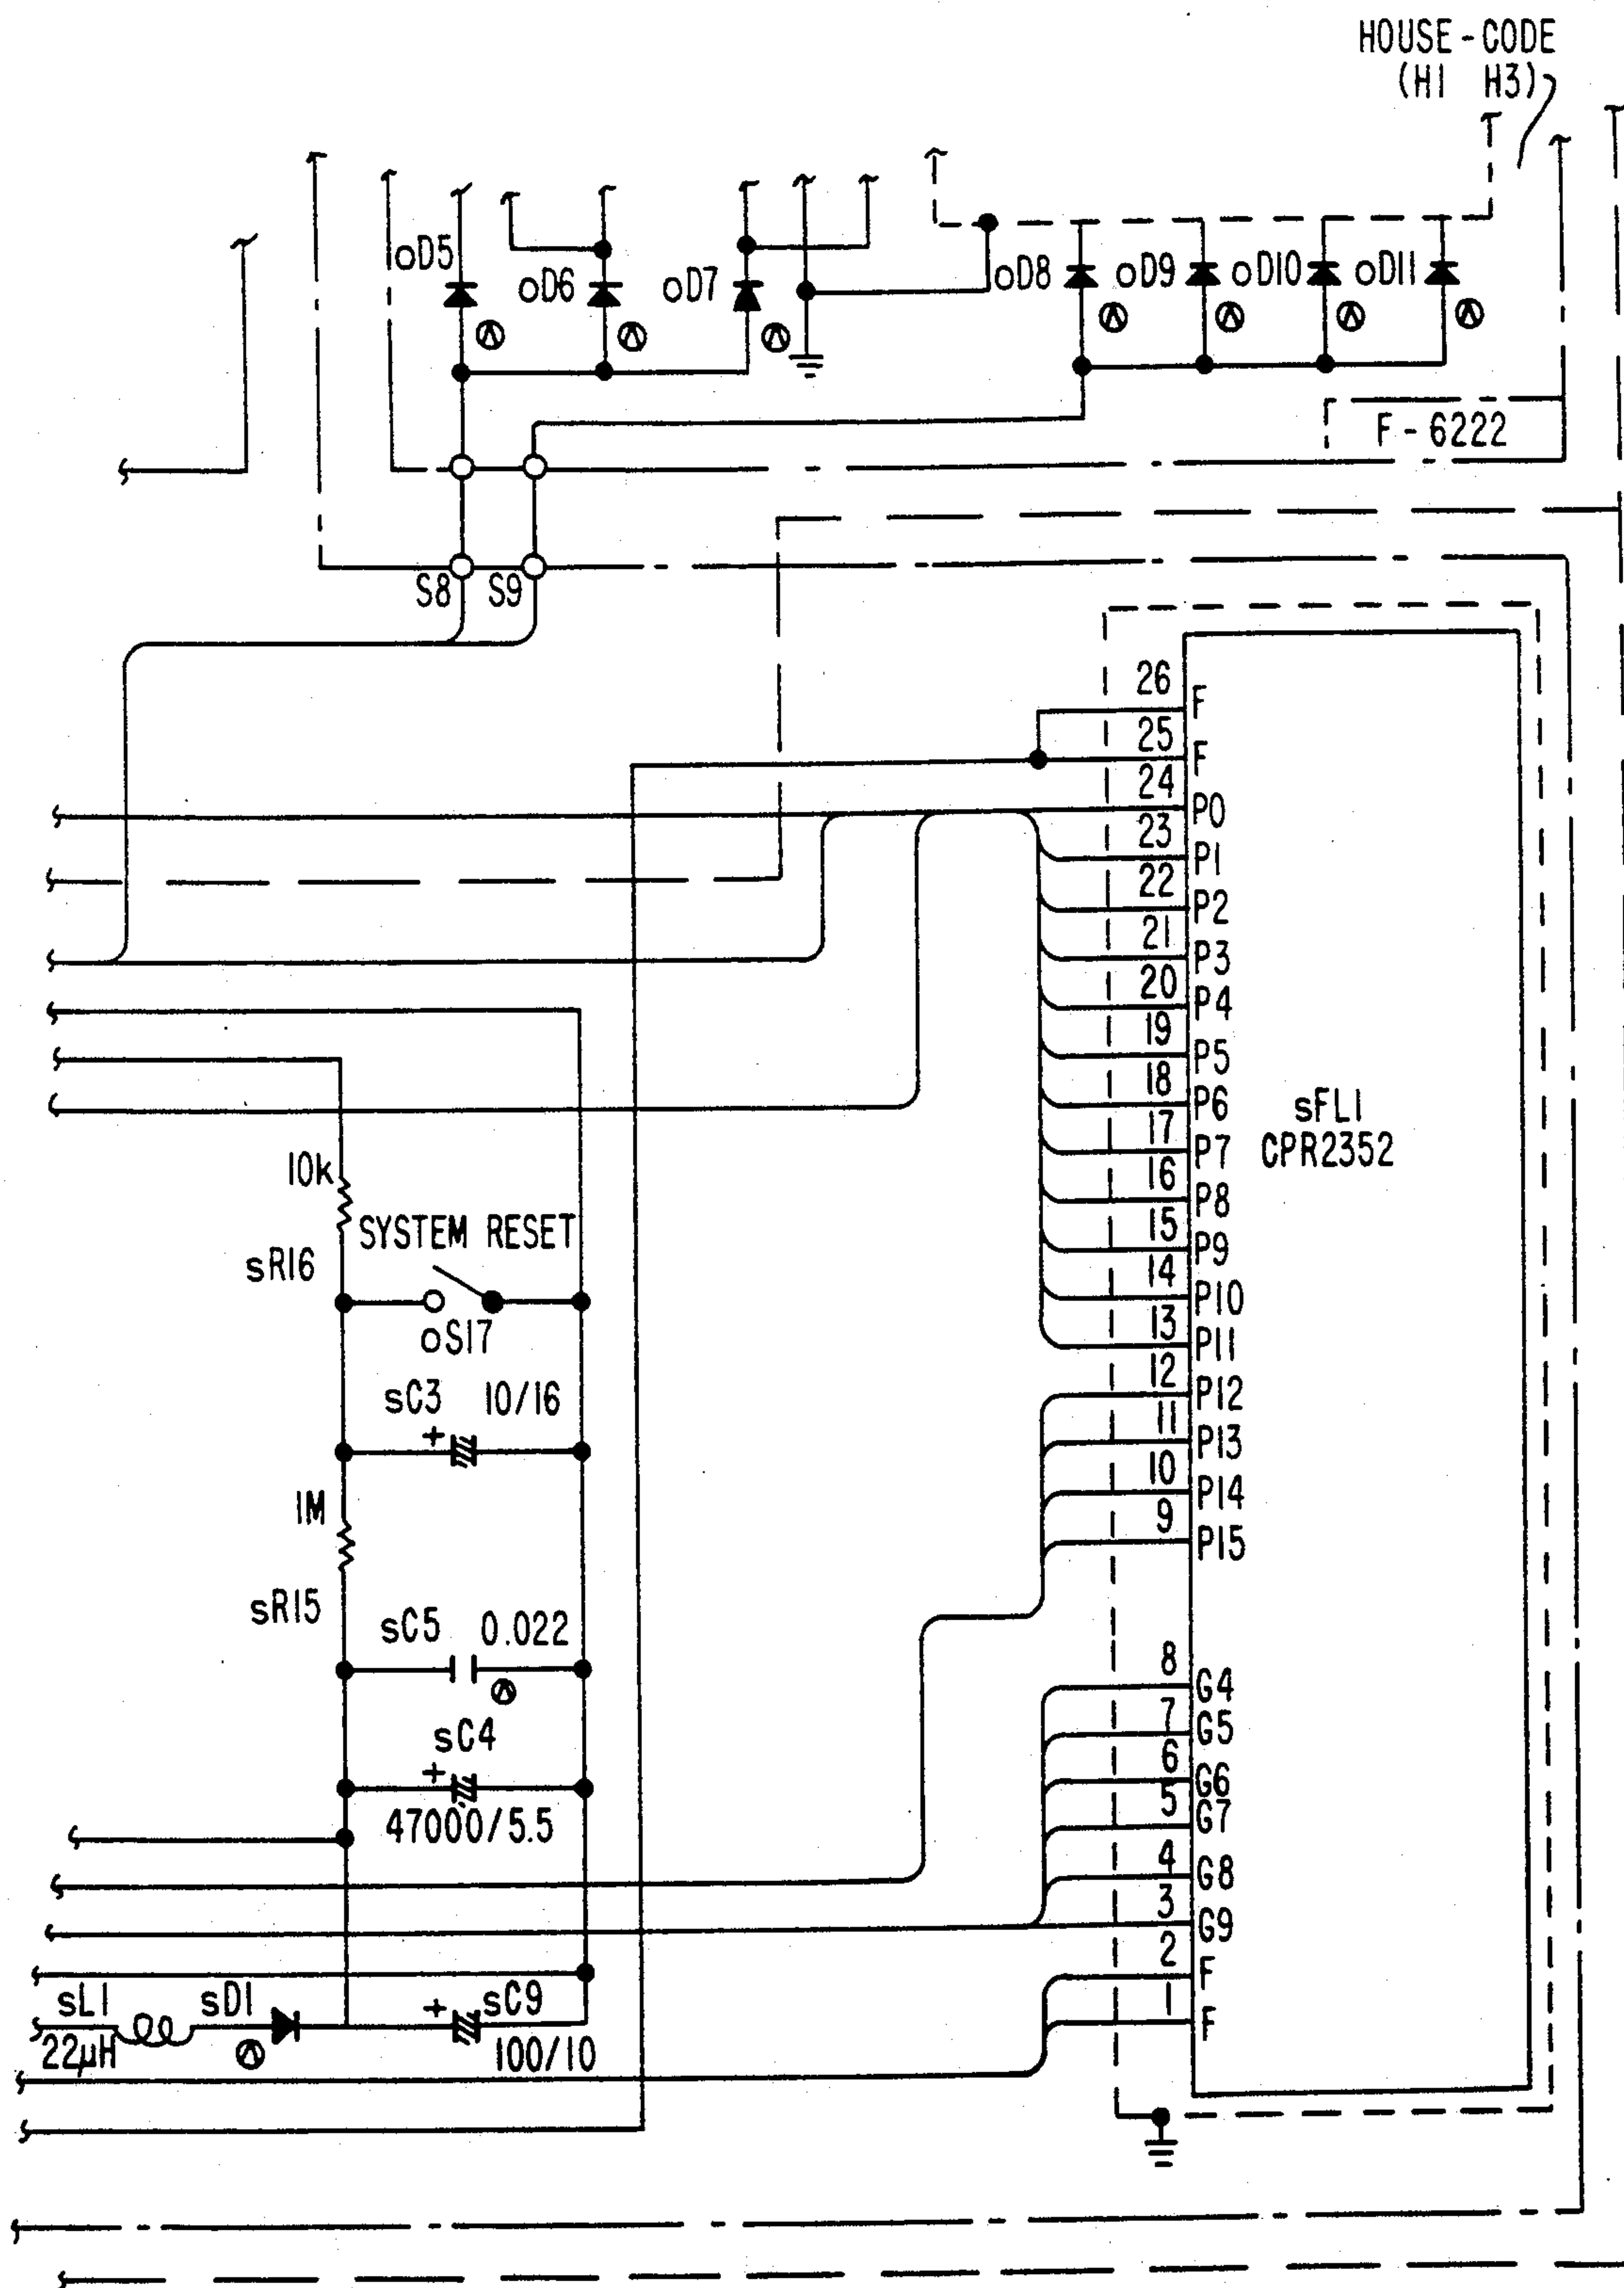 HOUSE-CODE
(H1 H3)
oD5
oD6
oD7
oD8
oD9
oD10
oD11
F-6222
S8
S9
26
F
25
F
24
P0
23
P1
22
P2
21
P3
20
P4
19
P5
18
P6
17
P7
16
P8
15
P9
14
P10
13
P11
12
P12
11
P13
10
P14
9
P15
sFL1
CPR2352
10k
sR16
SYSTEM RESET
oS17
sC3 10/16
+
1M
sR15
sC5 0.022
sC4
+
47000/5.5
8
G4
7
G5
6
G6
5
G7
4
G8
3
G9
2
F
1
F
sL1
22μH
sD1
+
sC9
100/10